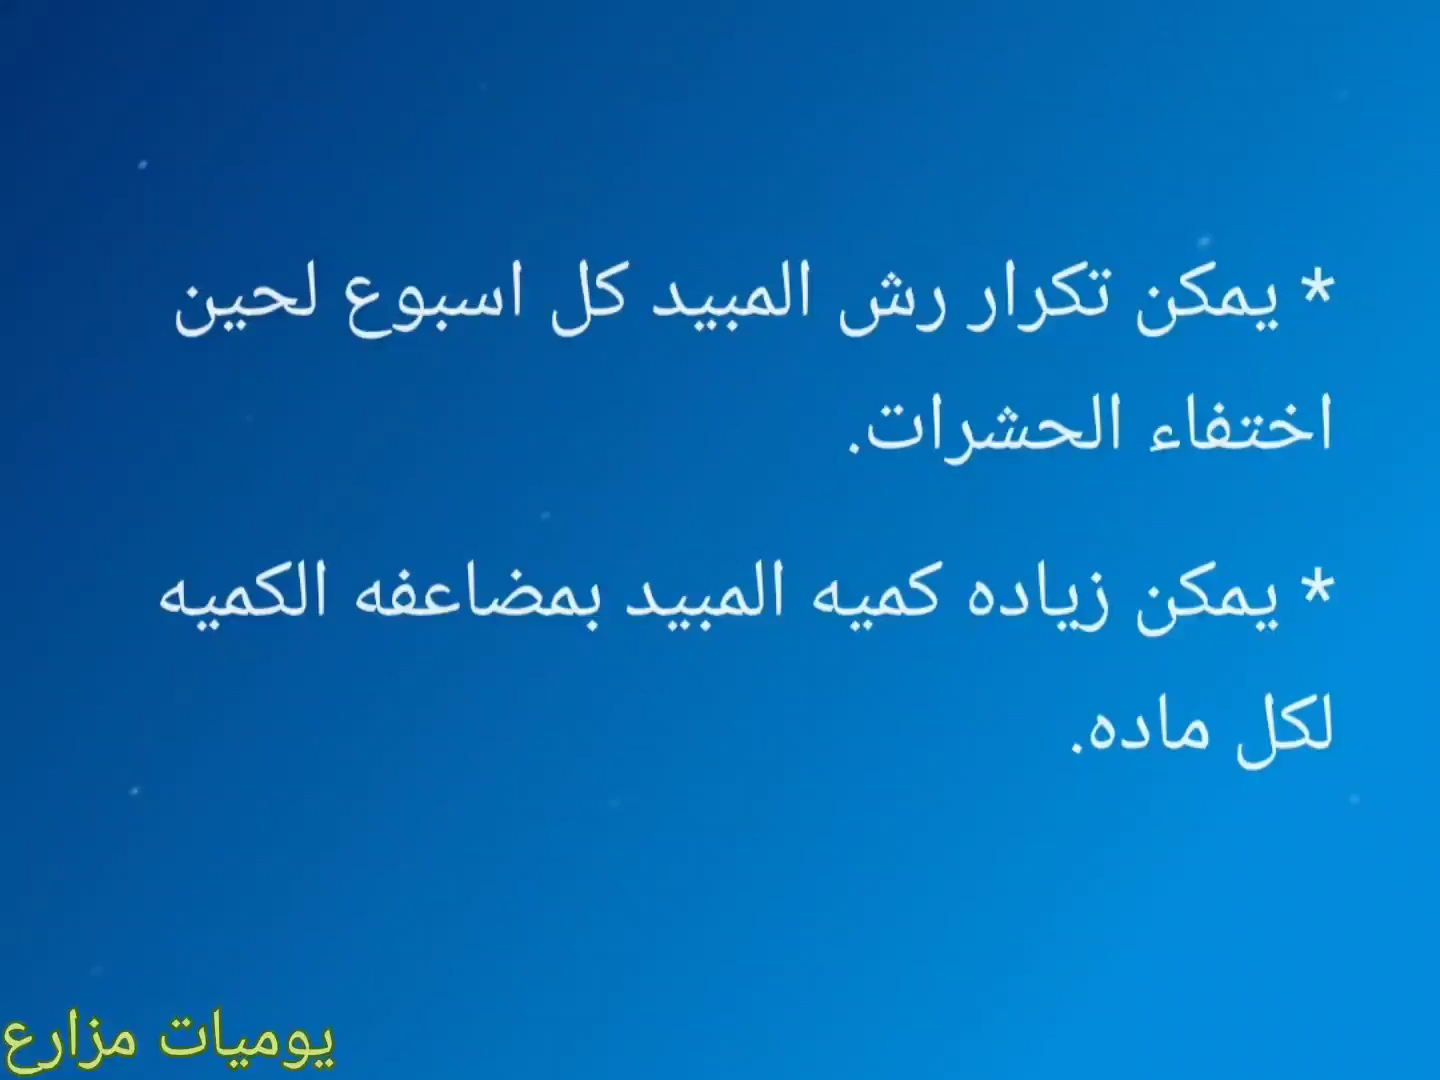 * يمكن تكرار رش المبيد كل اسبوع لحين
اختفاء الحشرات.
* يمكن زياده كميه المبيد بمضاعفه الكميه
لكل ماده.
يوميات مزارع